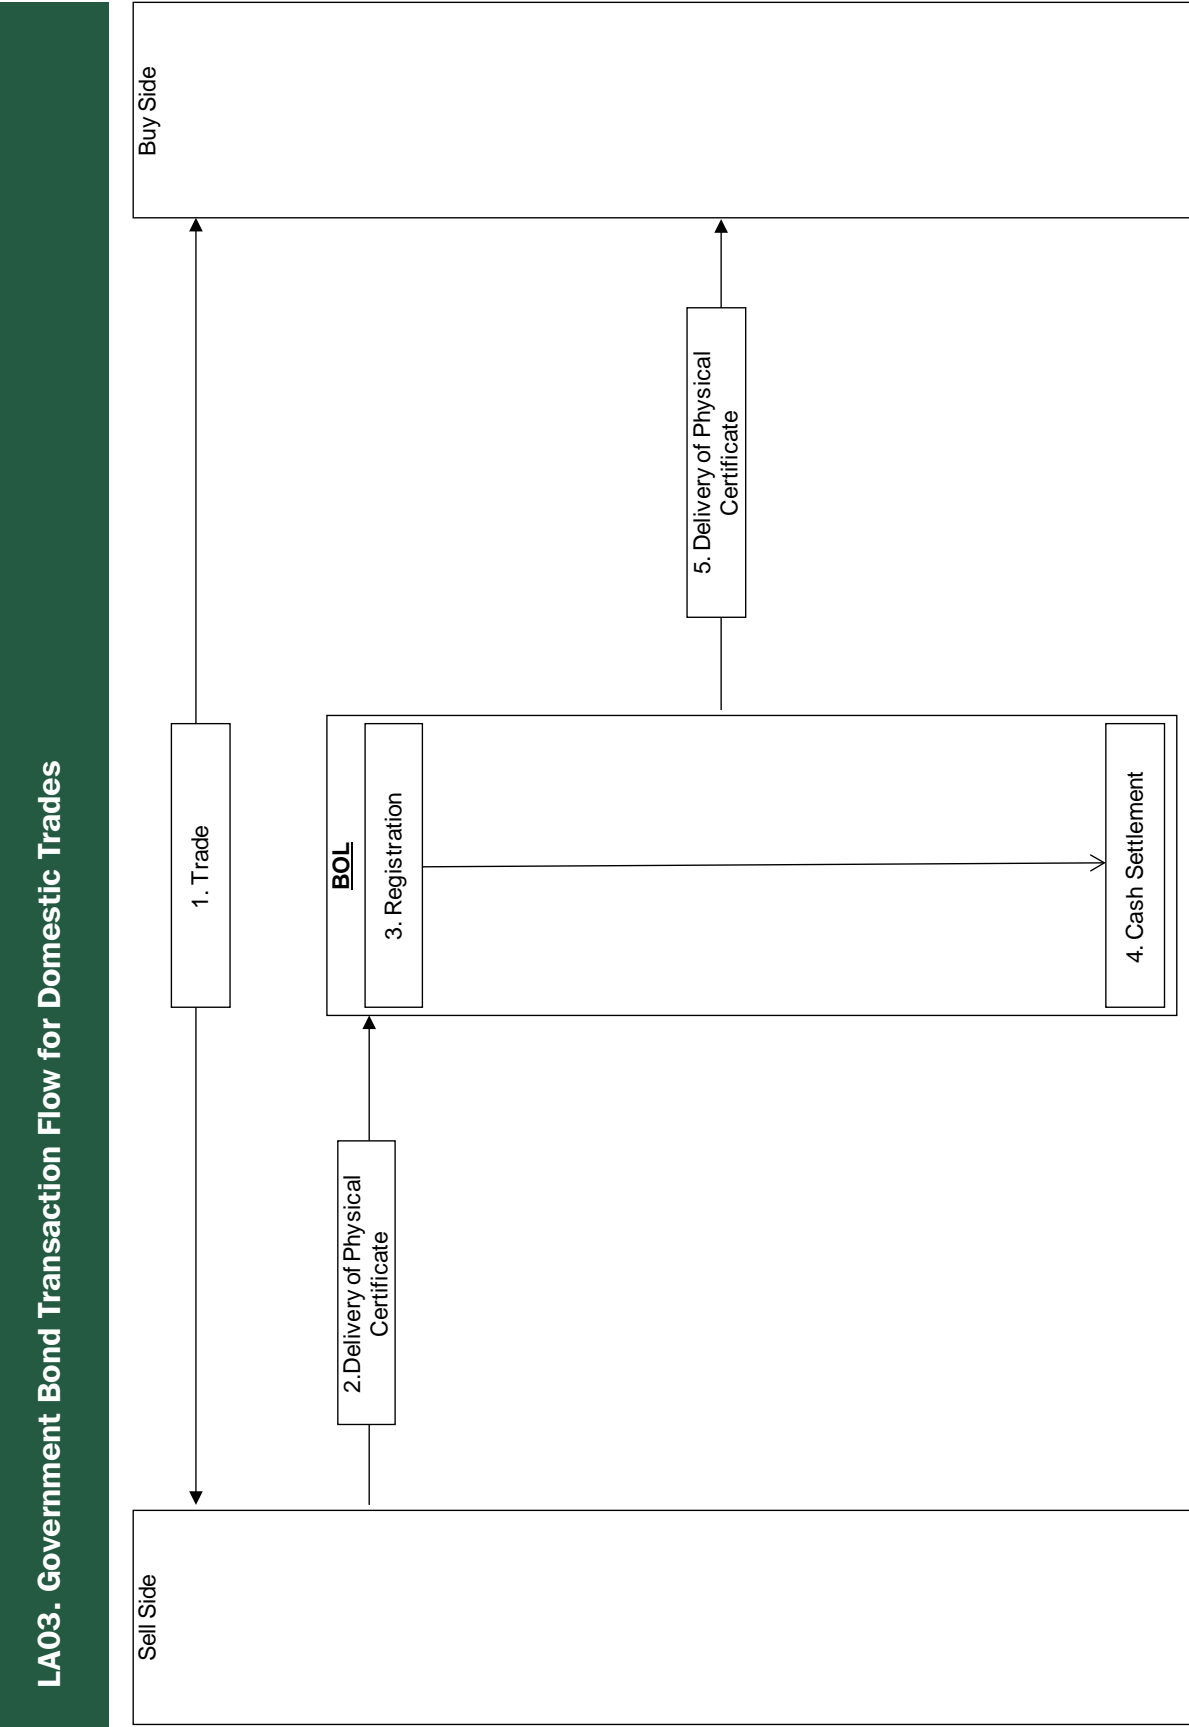 LA03. Government Bond Transaction Flow for Domestic Trades
Sell Side
Buy Side
1. Trade
BOL
2.Delivery of Physical
Certificate
3. Registration
5. Delivery of Physical
Certificate
4. Cash Settlement